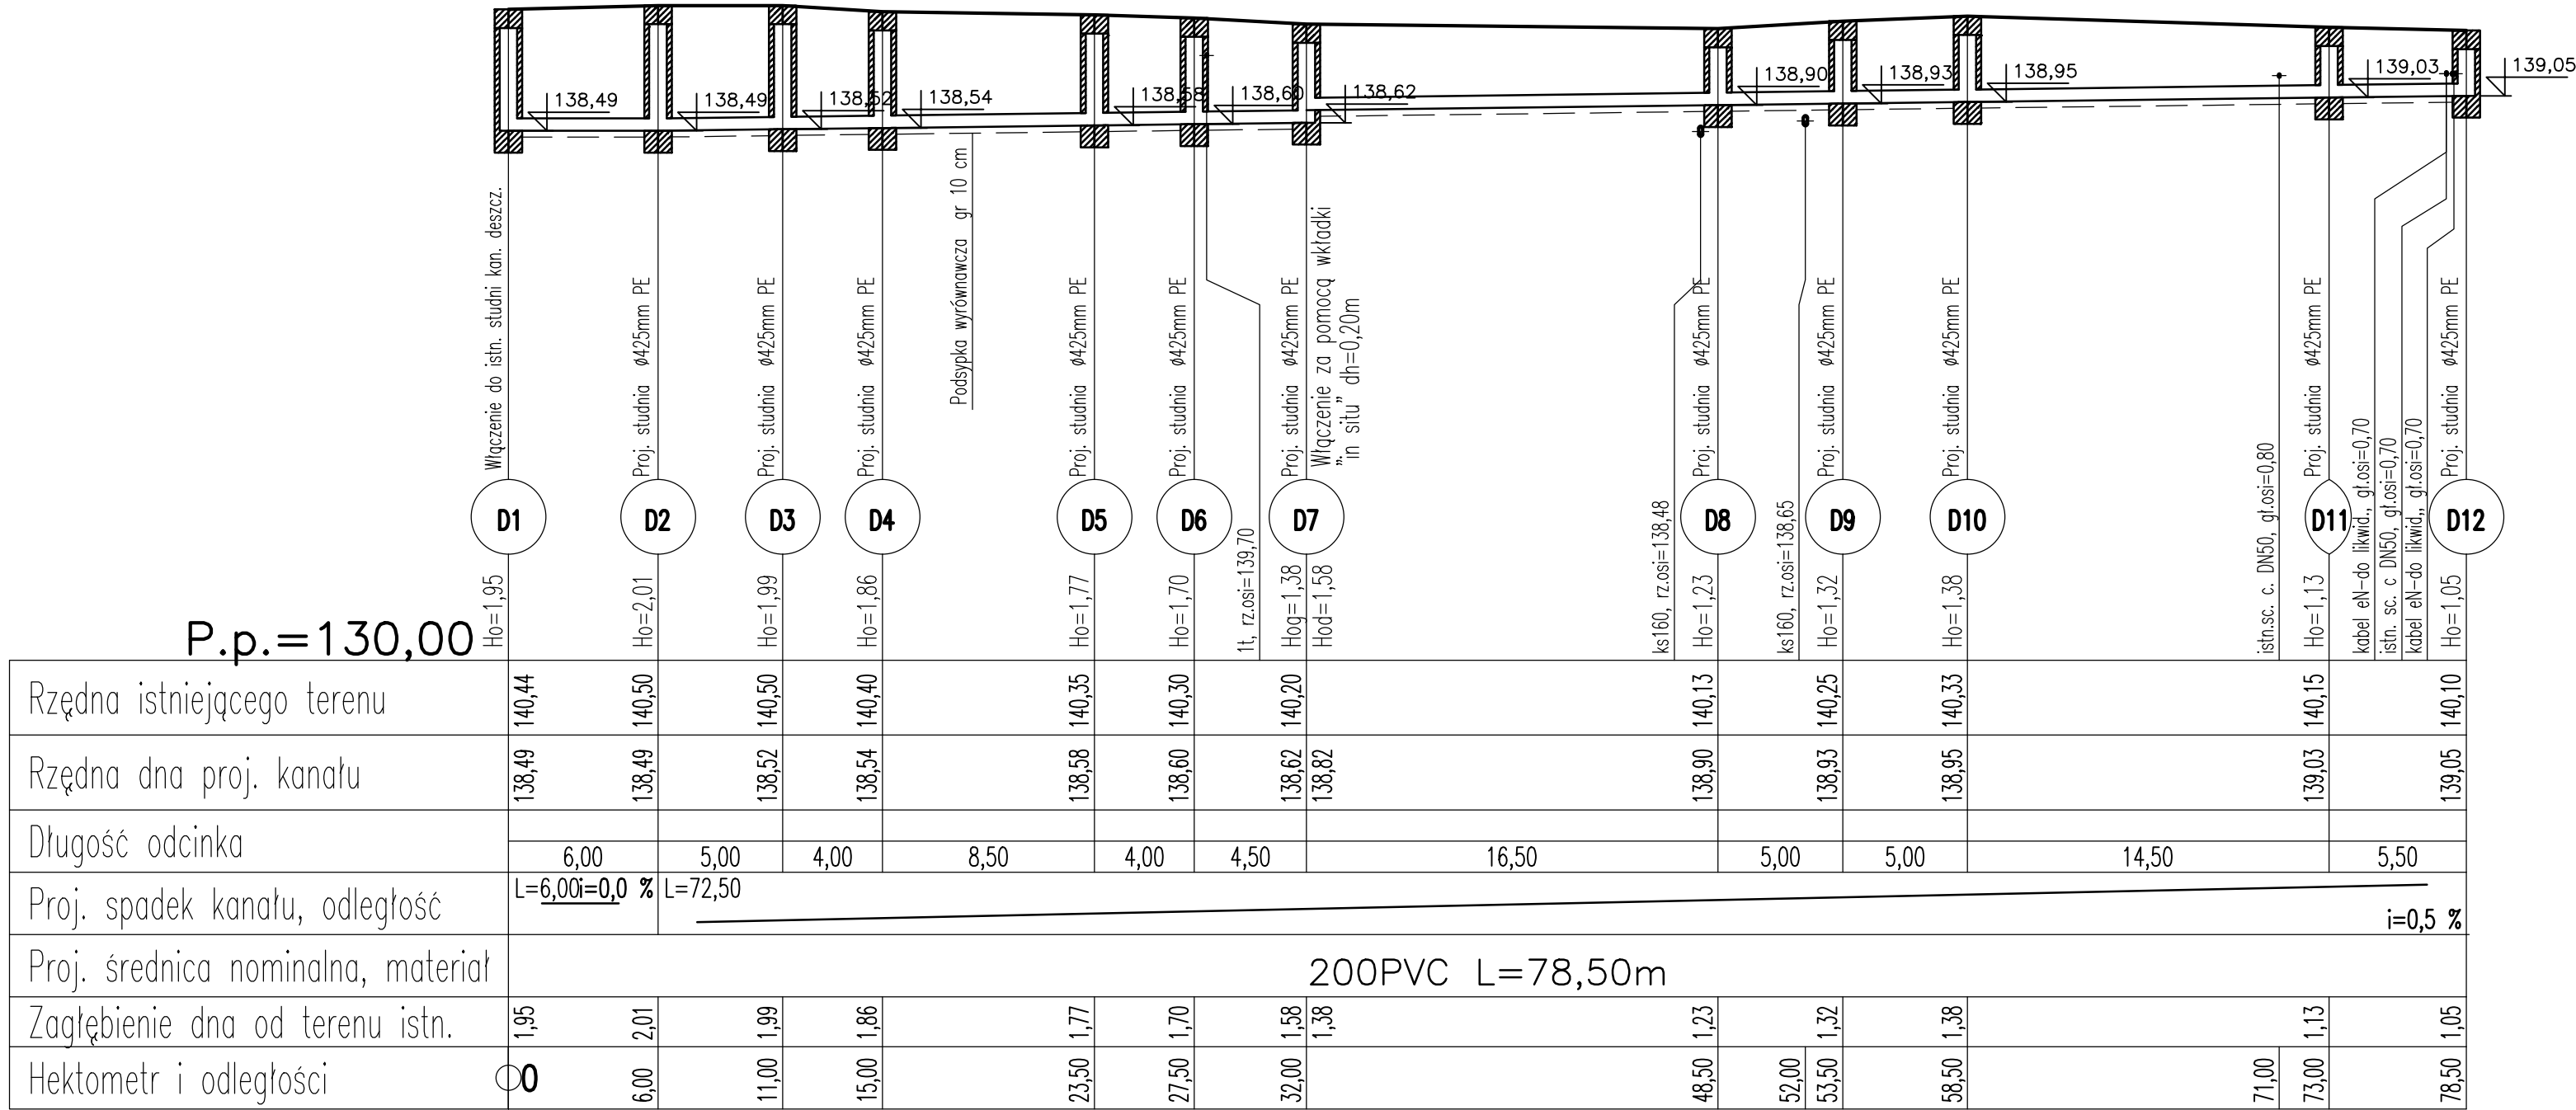 138,49
138,49
138,52
138,54
138,58
138,60
138,62
138,90
138,93
138,95
139,03
139,05
Włączenie do istn. studni kan. deszcz.
Proj. studnia ø425mm PE
Proj. studnia ø425mm PE
Proj. studnia ø425mm PE
Podsypka wyrównawcza gr 10 cm
Proj. studnia ø425mm PE
Proj. studnia ø425mm PE
Proj. studnia ø425mm PE
Włączenie za pomocą wkładki
„in situ” dh=0,20m
Proj. studnia ø425mm PE
Proj. studnia ø425mm PE
Proj. studnia ø425mm PE
Proj. studnia ø425mm PE
Proj. studnia ø425mm PE
D1
D2
D3
D4
D5
D6
D7
D8
D9
D10
D11
D12
Ho=1,95
Ho=2,01
Ho=1,99
Ho=1,86
Ho=1,77
Ho=1,70
1t, rz.osi=139,70
Hog=1,38
Hod=1,58
ks160, rz.osi=138,48
Ho=1,23
ks160, rz.osi=138,65
Ho=1,32
Ho=1,38
istn.sc. c. DN50, gł.osi=0,80
Ho=1,13
kabel eN-do likwid., gł.osi=0,70
istn. sc. c DN50, gł.osi=0,70
kabel eN-do likwid., gł.osi=0,70
Ho=1,05
P.p.=130,00
Rzędna istniejącego terenu
140,44
140,50
140,50
140,40
140,35
140,30
140,20
140,13
140,25
140,33
140,15
140,10
Rzędna dna proj. kanału
138,49
138,49
138,52
138,54
138,58
138,60
138,62
138,82
138,90
138,93
138,95
139,03
139,05
Długość odcinka
6,00
5,00
4,00
8,50
4,00
4,50
16,50
5,00
5,00
14,50
5,50
Proj. spadek kanału, odległość
L=6,00 i=0,0 %
L=72,50
i=0,5 %
Proj. średnica nominalna, materiał
200PVC L=78,50m
Zagłębienie dna od terenu istn.
1,95
2,01
1,99
1,86
1,77
1,70
1,58
1,38
1,23
1,32
1,38
1,13
1,05
Hektometr i odległości
0
6,00
11,00
15,00
23,50
27,50
32,00
48,50
52,00
53,50
58,50
71,00
73,00
78,50